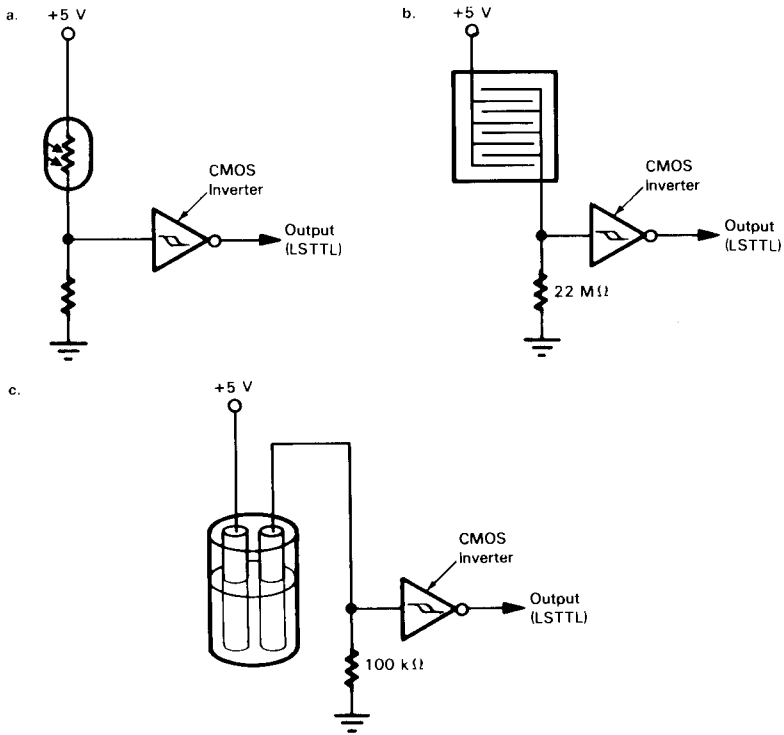 a.
+5 V
CMOS
Inverter
Output
(LSTTL)
b.
+5 V
CMOS
Inverter
Output
(LSTTL)
22 MΩ
c.
+5 V
CMOS
Inverter
Output
(LSTTL)
100 kΩ